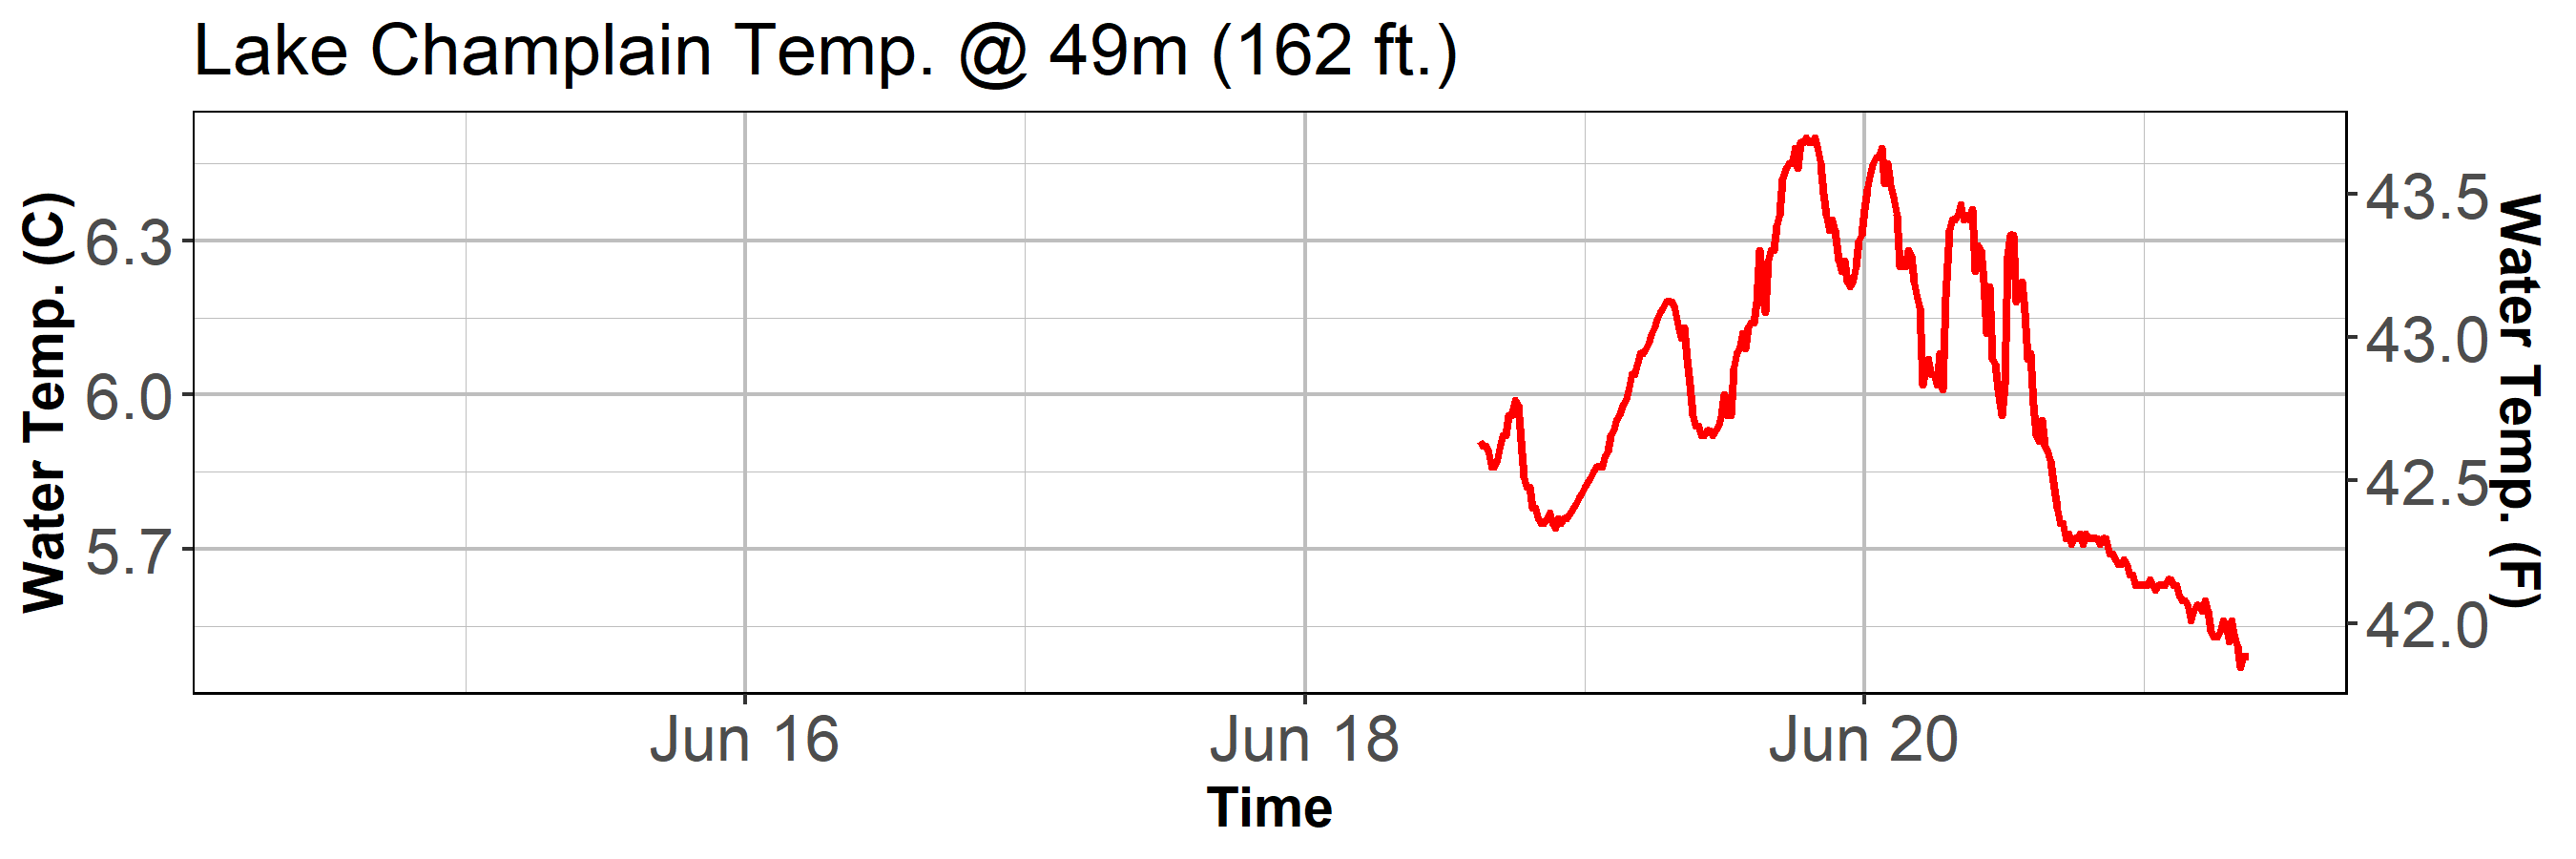 Lake Champlain Temp. @ 49m (162 ft.)
Water Temp. (C)
6.3
6.0
5.7
43.5
43.0
42.5
42.0
Water Temp. (F)
Jun 16
Jun 18
Jun 20
Time